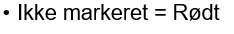 • Ikke markeret = Rødt